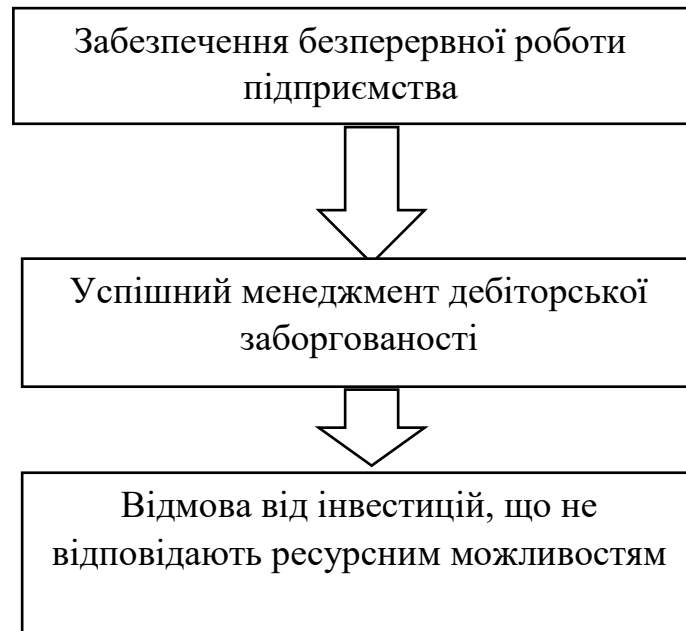 Забезпечення безперервної роботи
підприємства
Успішний менеджмент дебіторської
заборгованості
Відмова від інвестицій, що не
відповідають ресурсним можливостям